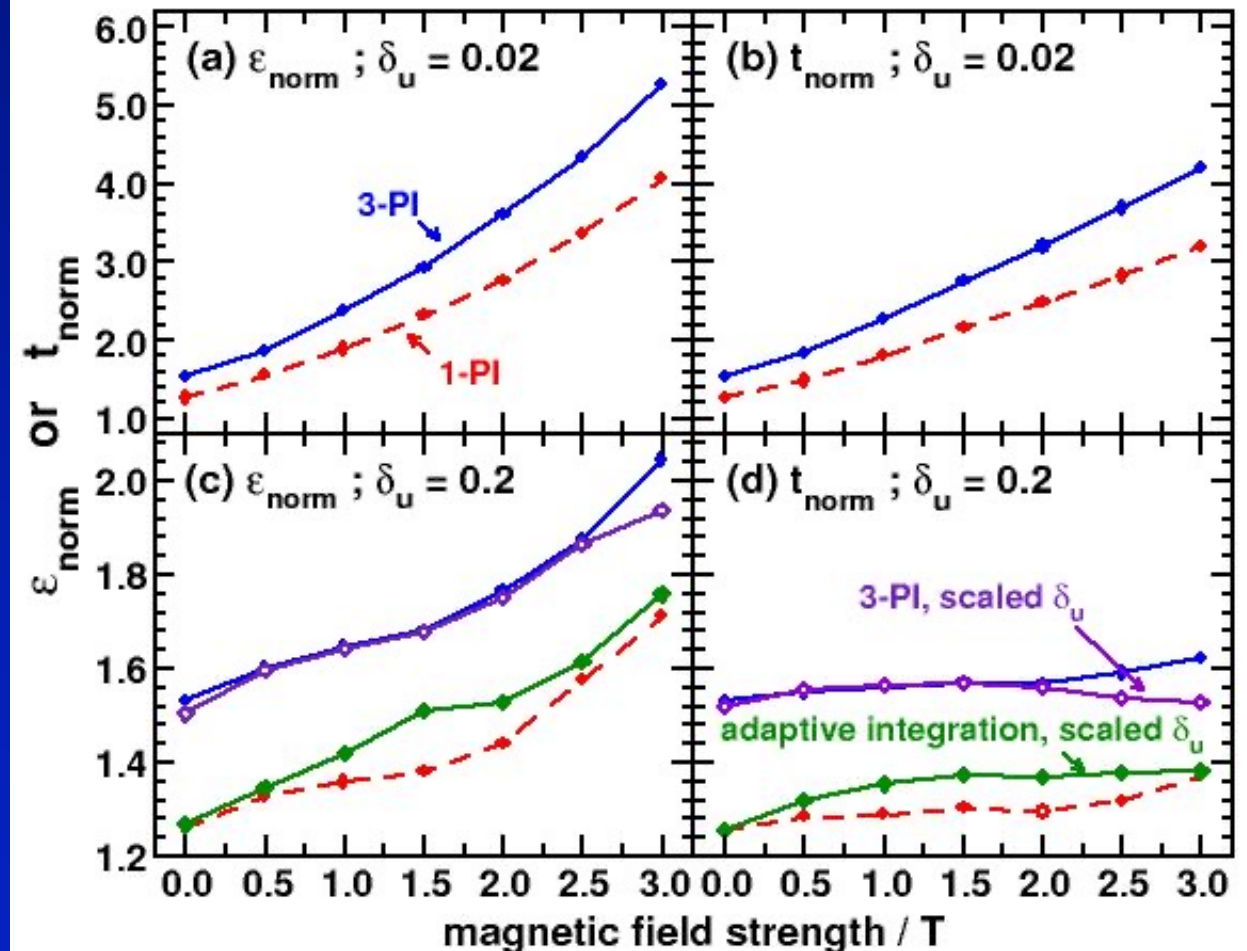 (a) ε_norm ; δ_u = 0.02
(b) t_norm ; δ_u = 0.02
6.0
5.0
4.0
3.0
2.0
1.0
3-PI
1-PI
ε_norm or t_norm
(c) ε_norm ; δ_u = 0.2
(d) t_norm ; δ_u = 0.2
2.0
1.8
1.6
1.4
1.2
3-PI, scaled δ_u
adaptive integration, scaled δ_u
0.0 0.5 1.0 1.5 2.0 2.5 3.0 0.0 0.5 1.0 1.5 2.0 2.5 3.0
magnetic field strength / T